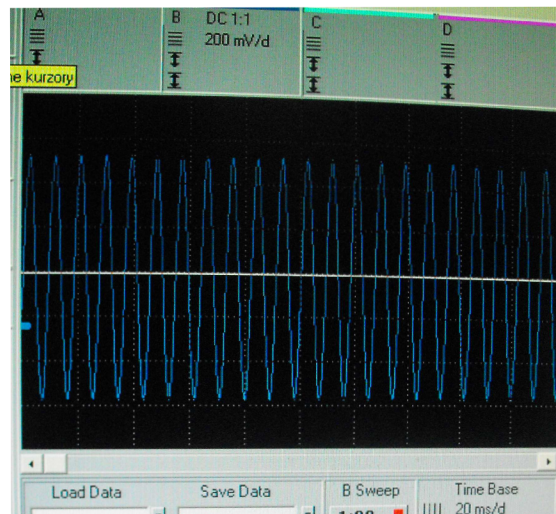 A
B
DC 1:1
200 mV/d
C
D
ne kurzory
Load Data
Save Data
B Sweep
Time Base
20 ms/d